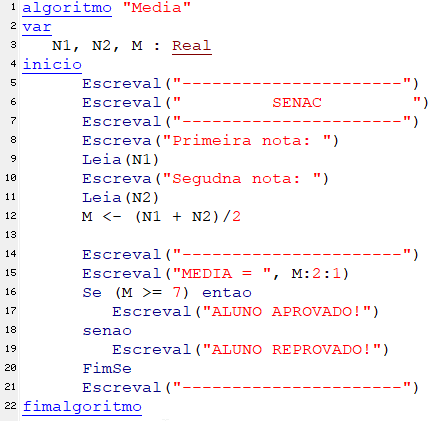 1 algoritmo "Media"
2 var
3 N1, N2, M : Real
4 inicio
5 Escreval("----------------------")
6 Escreval("         SENAC         ")
7 Escreval("----------------------")
8 Escreva("Primeira nota: ")
9 Leia(N1)
10 Escreva("Segudna nota: ")
11 Leia(N2)
12 M <- (N1 + N2)/2
13
14 Escreval("----------------------")
15 Escreval("MEDIA = ", M:2:1)
16 Se (M >= 7) entao
17 Escreval("ALUNO APROVADO!")
18 senao
19 Escreval("ALUNO REPROVADO!")
20 FimSe
21 Escreval("----------------------")
22 fimalgoritmo